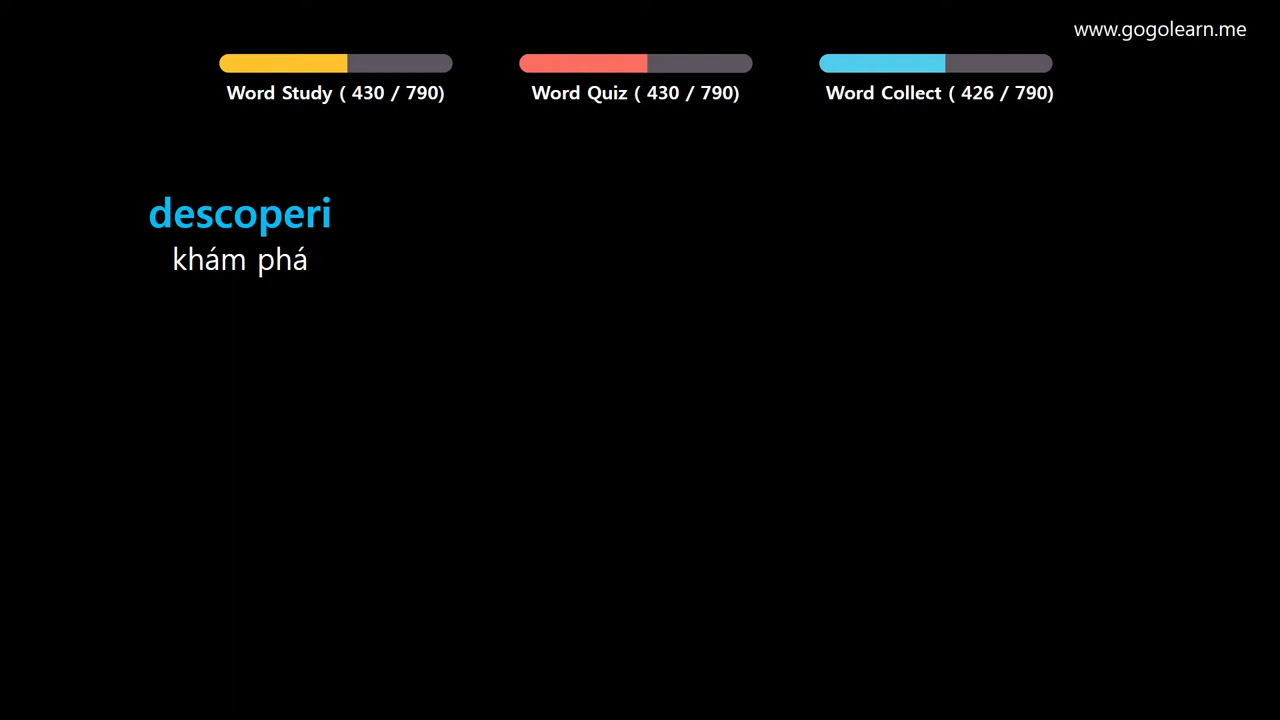 www.gogolearn.me
Word Study ( 430 / 790)
Word Quiz ( 430 / 790)
Word Collect ( 426 / 790)
descoperi
khám phá